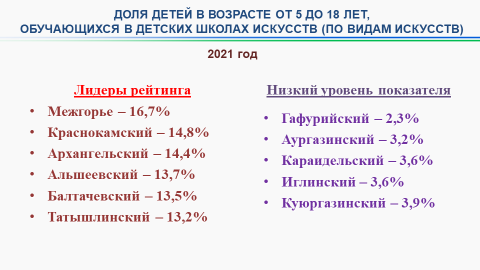 ДОЛЯ ДЕТЕЙ В ВОЗРАСТЕ ОТ 5 ДО 18 ЛЕТ,
ОБУЧАЮЩИХСЯ В ДЕТСКИХ ШКОЛАХ ИСКУССТВ (ПО ВИДАМ ИСКУССТВ)
2021 год
Лидеры рейтинга
• Межгорье – 16,7%
• Краснокамский – 14,8%
• Архангельский – 14,4%
• Альшеевский – 13,7%
• Балтачевский – 13,5%
• Татышлинский – 13,2%
Низкий уровень показателя
• Гафурийский – 2,3%
• Аургазинский – 3,2%
• Караидельский – 3,6%
• Иглинский – 3,6%
• Куюргазинский – 3,9%